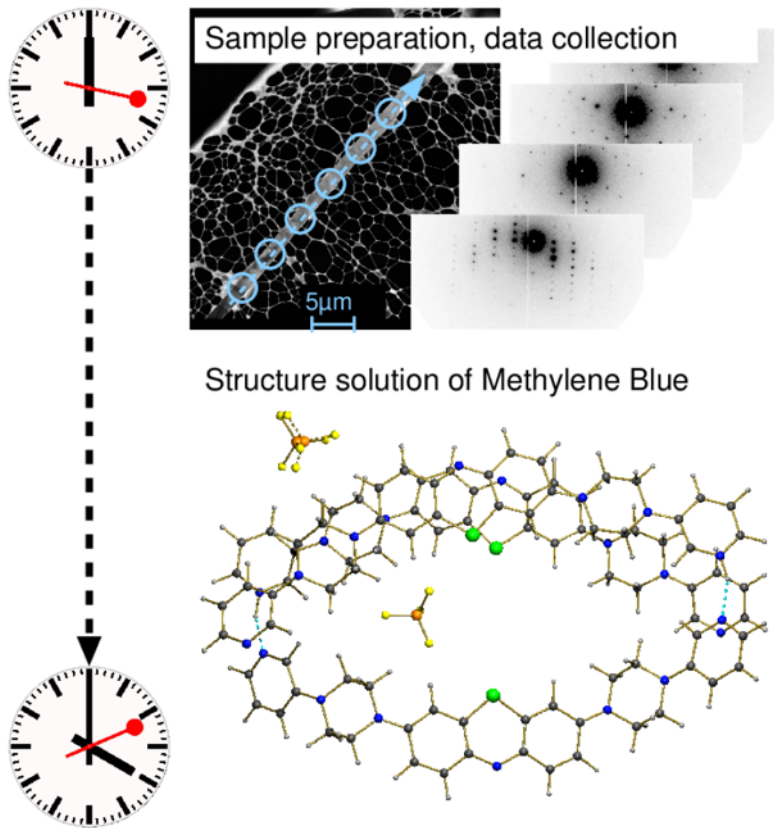 Sample preparation, data collection
5µm
Structure solution of Methylene Blue